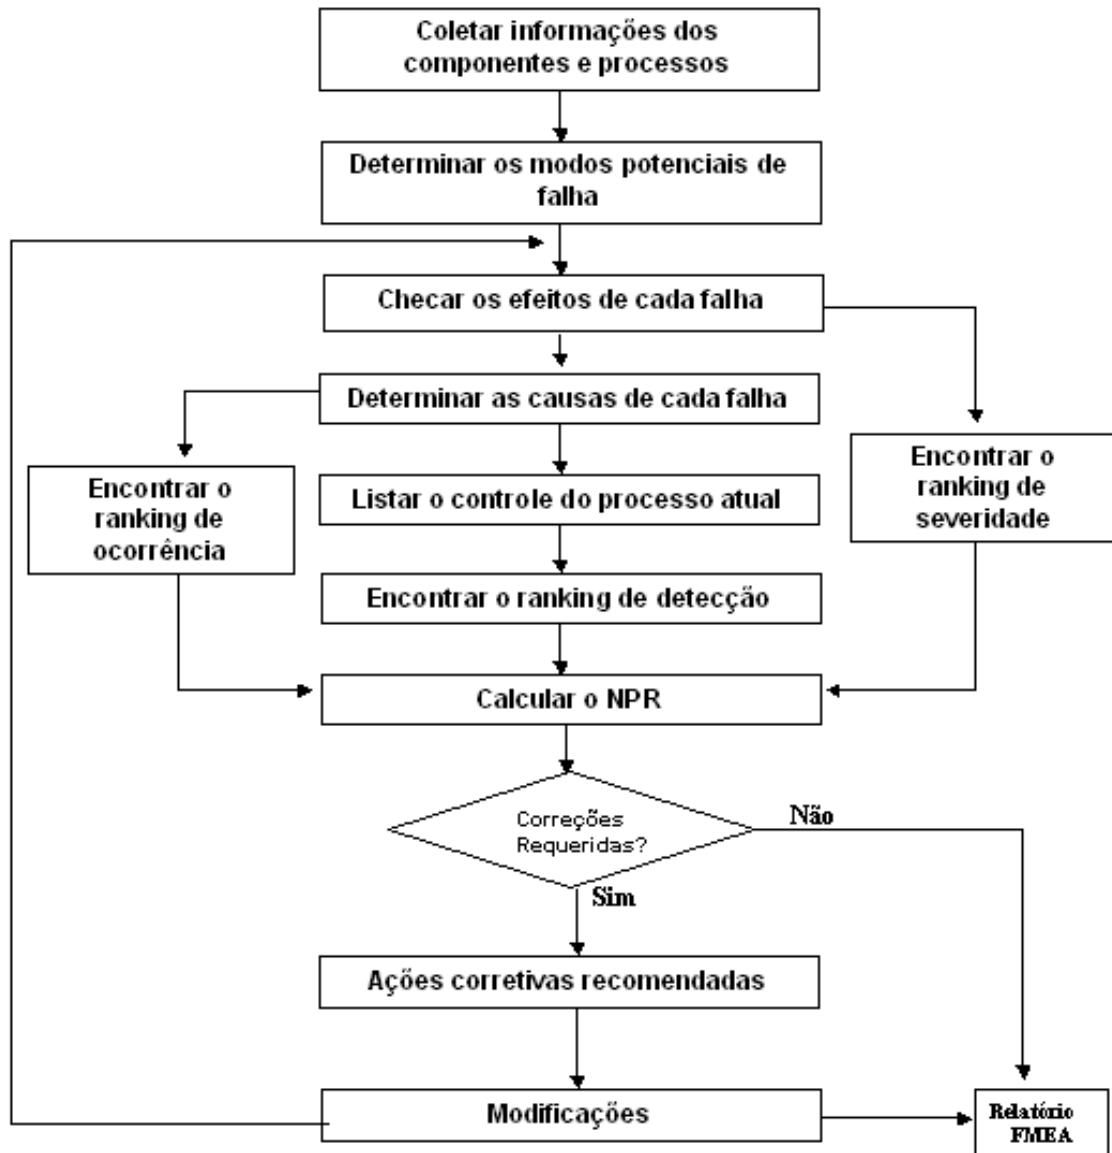 Coletar informações dos
componentes e processos
Determinar os modos potenciais de
falha
Checar os efeitos de cada falha
Determinar as causas de cada falha
Encontrar o
ranking de
severidade
Encontrar o
ranking de
ocorrência
Listar o controle do processo atual
Encontrar o ranking de detecção
Calcular o NPR
Correções
Requeridas?
Não
Sim
Ações corretivas recomendadas
Modificações
Relatório
FMEA